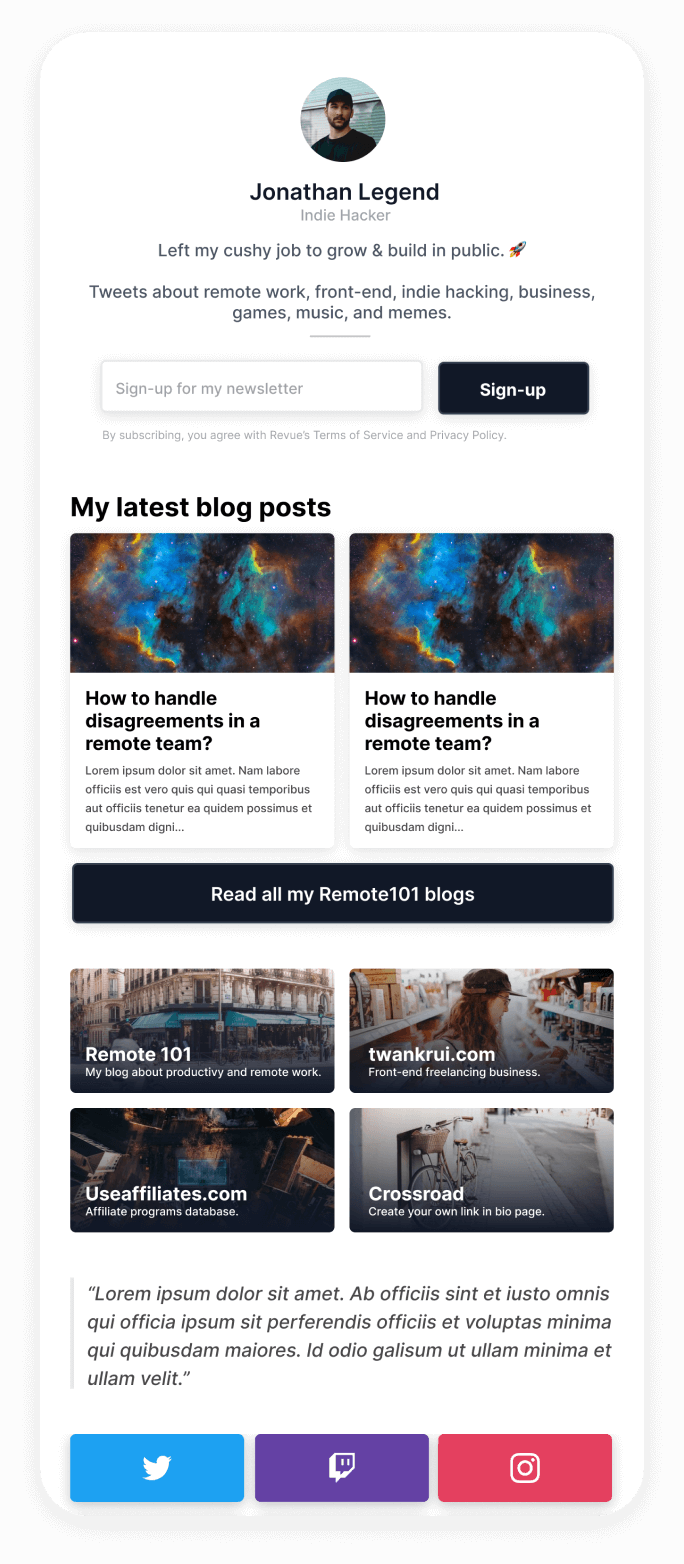 Jonathan Legend
Indie Hacker
Left my cushy job to grow & build in public. 🚀
Tweets about remote work, front-end, indie hacking, business,
games, music, and memes.
Sign-up for my newsletter
Sign-up
By subscribing, you agree with Revue’s Terms of Service and Privacy Policy.
My latest blog posts
How to handle
disagreements in a
remote team?
Lorem ipsum dolor sit amet. Nam labore
officiis est vero quis qui quasi temporibus
aut officiis tenetur ea quidem possimus et
quibusdam digni...
How to handle
disagreements in a
remote team?
Lorem ipsum dolor sit amet. Nam labore
officiis est vero quis qui quasi temporibus
aut officiis tenetur ea quidem possimus et
quibusdam digni...
Read all my Remote101 blogs
Remote 101
My blog about productivy and remote work.
twankrui.com
Front-end freelancing business.
Useaffiliates.com
Affiliate programs database.
Crossroad
Create your own link in bio page.
“Lorem ipsum dolor sit amet. Ab officiis sint et iusto omnis
qui officia ipsum sit perferendis officiis et voluptas minima
qui quibusdam maiores. Id odio galisum ut ullam minima et
ullam velit.”